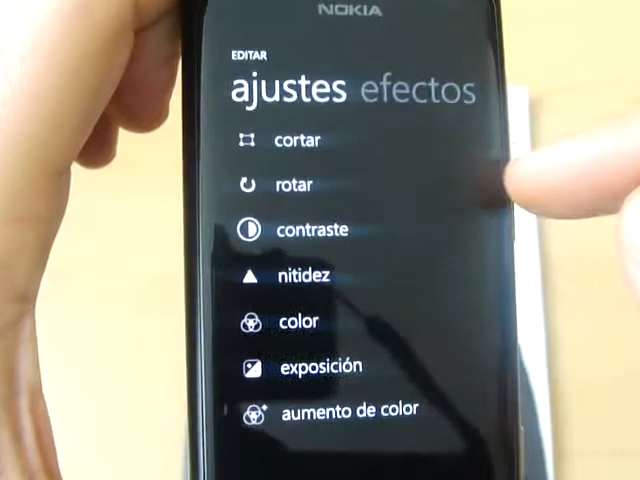 NOKIA
EDITAR
ajustes efectos
cortar
rotar
contraste
nitidez
color
exposición
aumento de color